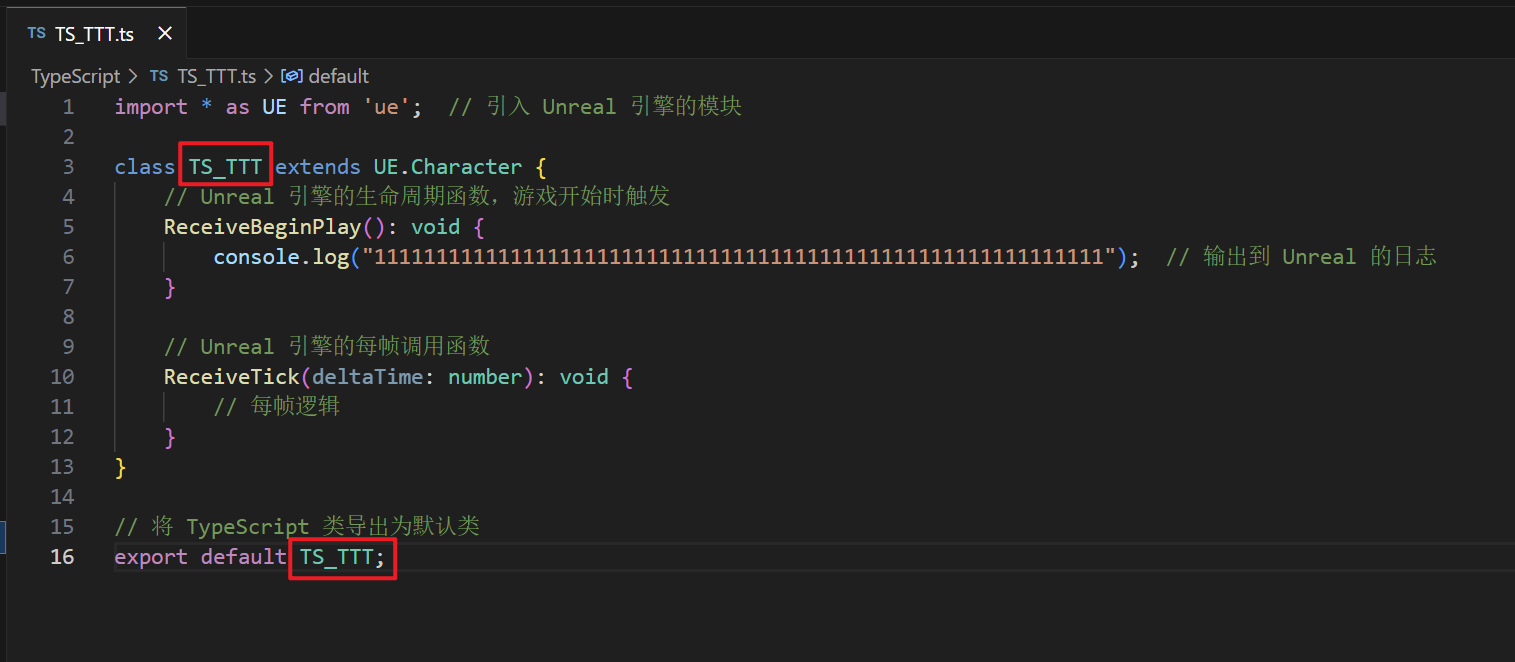 TS TS_TTT.ts
TypeScript > TS TS_TTT.ts > default
1 import * as UE from 'ue';  // 引入 Unreal 引擎的模块
2
3 class TS_TTT extends UE.Character {
4     // Unreal 引擎的生命周期函数，游戏开始时触发
5     ReceiveBeginPlay(): void {
6         console.log("11111111111111111111111111111111111111111111111111111111111");  // 输出到 Unreal 的日志
7     }
8
9     // Unreal 引擎的每帧调用函数
10     ReceiveTick(deltaTime: number): void {
11         // 每帧逻辑
12     }
13 }
14
15 // 将 TypeScript 类导出为默认类
16 export default TS_TTT;